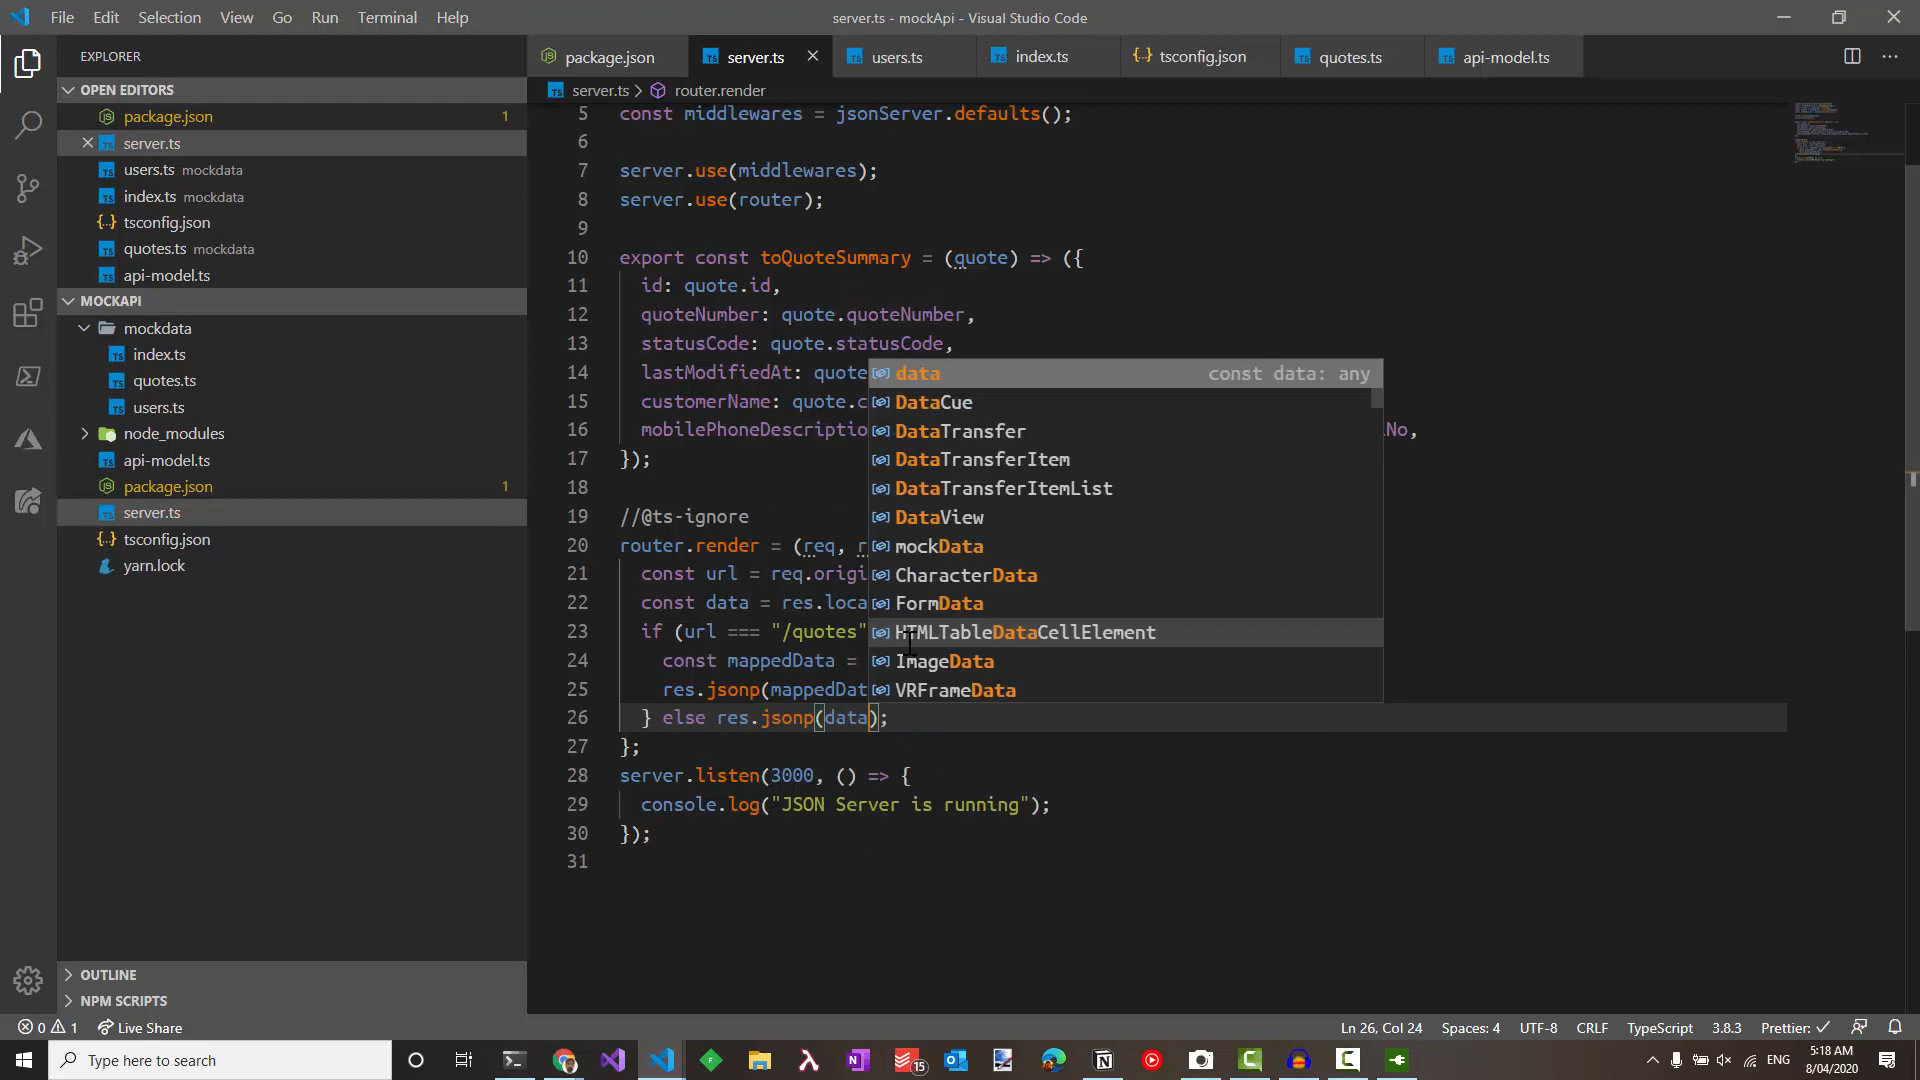 File Edit Selection View Go Run Terminal Help
server.ts - mockApi - Visual Studio Code
EXPLORER
OPEN EDITORS
package.json 1
server.ts
users.ts mockdata
index.ts mockdata
tsconfig.json
quotes.ts mockdata
api-model.ts
MOCKAPI
mockdata
index.ts
quotes.ts
users.ts
node_modules
api-model.ts
package.json 1
server.ts
tsconfig.json
yarn.lock
OUTLINE
NPM SCRIPTS
package.json server.ts users.ts index.ts tsconfig.json quotes.ts api-model.ts
server.ts router.render
5 const middlewares = jsonServer.defaults();
6
7 server.use(middlewares);
8 server.use(router);
9
10 export const toQuoteSummary = (quote) => ({
11 id: quote.id,
12 quoteNumber: quote.quoteNumber,
13 statusCode: quote.statusCode,
14 lastModifiedAt: quote
15 customerName: quote.c
16 mobilePhoneDescriptio lNo,
17 });
18
19 //@ts-ignore
20 router.render = (req, r
21 const url = req.origi
22 const data = res.loca
23 if (url === "/quotes"
24 const mappedData =
25 res.jsonp(mappedDat
26 } else res.jsonp(data);
27 };
28 server.listen(3000, () => {
29 console.log("JSON Server is running");
30 });
31
data const data: any
DataCue
DataTransfer
DataTransferItem
DataTransferItemList
DataView
mockData
CharacterData
FormData
HTMLTableDataCellElement
ImageData
VRFrameData
0 1 Live Share
Ln 26, Col 24 Spaces: 4 UTF-8 CRLF TypeScript 3.8.3 Prettier: ✓
Type here to search
15
ENG
5:18 AM
8/04/2020